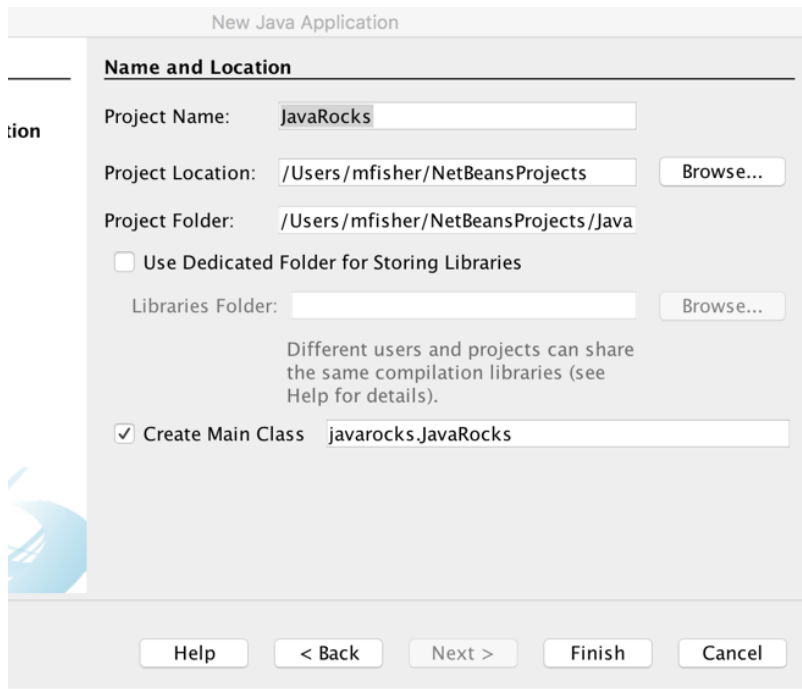 New Java Application
Name and Location
tion
Project Name: JavaRocks
Project Location: /Users/mfisher/NetBeansProjects Browse...
Project Folder: /Users/mfisher/NetBeansProjects/Java
Use Dedicated Folder for Storing Libraries
Libraries Folder: Browse...
Different users and projects can share
the same compilation libraries (see
Help for details).
Create Main Class javarocks.JavaRocks
Help < Back Next > Finish Cancel